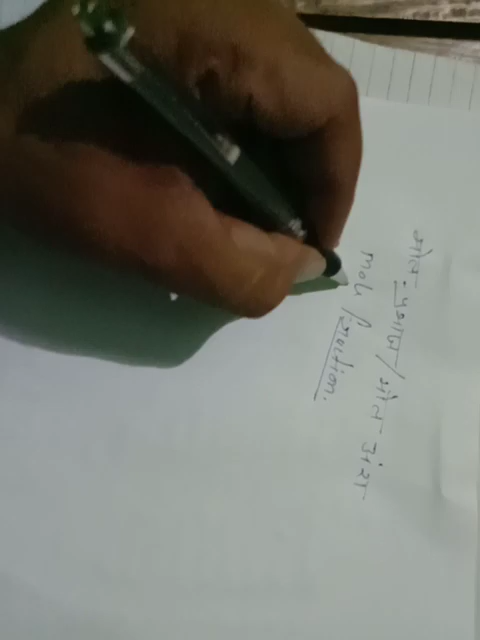 मोल-प्रभाज / मोल अंश
mole fraction.